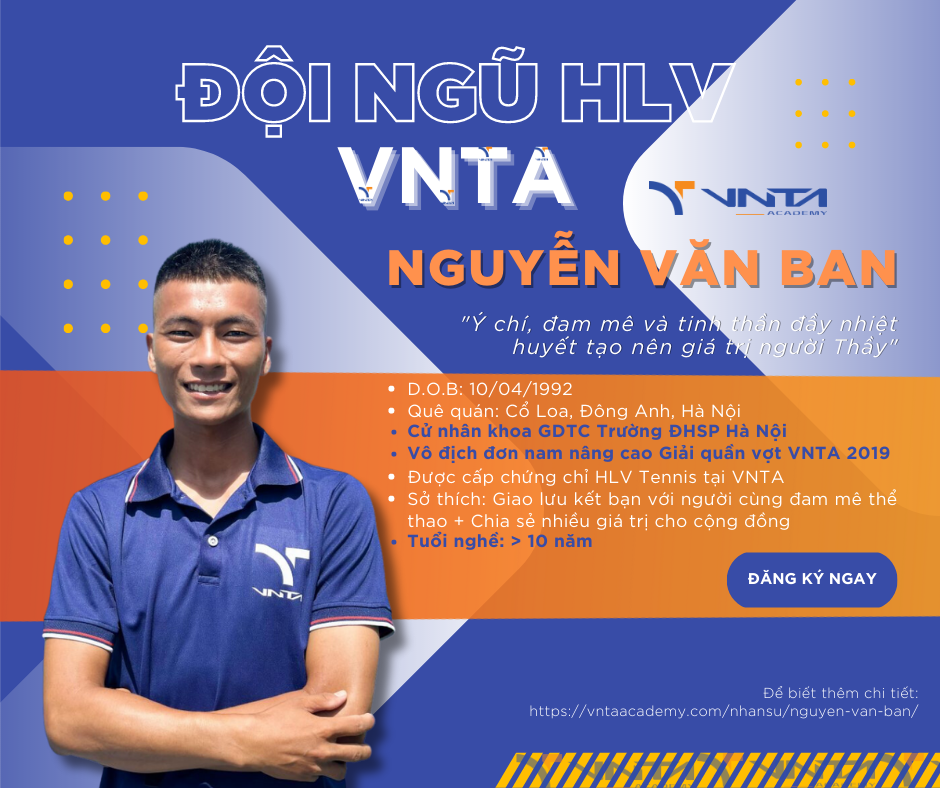 ĐỘI NGŨ HLV
VNTA
VNTA
ACADEMY
NGUYỄN VĂN BAN
"Ý chí, đam mê và tinh thần đầy nhiệt
huyết tạo nên giá trị người Thầy"
• D.O.B: 10/04/1992
• Quê quán: Cổ Loa, Đông Anh, Hà Nội
• Cử nhân khoa GDTC Trường ĐHSP Hà Nội
• Vô địch đơn nam nâng cao Giải quần vợt VNTA 2019
• Được cấp chứng chỉ HLV Tennis tại VNTA
• Sở thích: Giao lưu kết bạn với người cùng đam mê thể
thao + Chia sẻ nhiều giá trị cho cộng đồng
• Tuổi nghề: > 10 năm
VNTA
ĐĂNG KÝ NGAY
Để biết thêm chi tiết:
https://vntaacademy.com/nhansu/nguyen-van-ban/